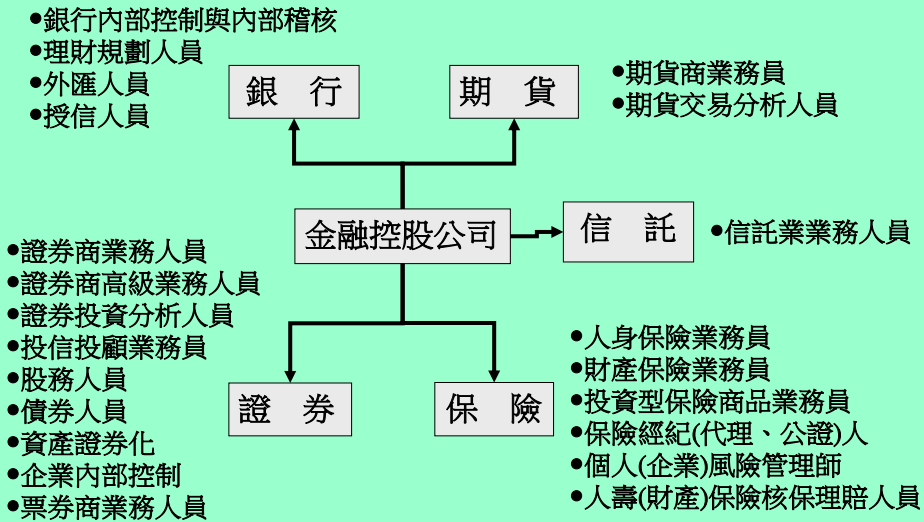 ●銀行內部控制與內部稽核
●理財規劃人員
●外匯人員
●授信人員
銀 行
期 貨
●期貨商業務員
●期貨交易分析人員
金融控股公司
信 託
●信託業業務人員
●證券商業務人員
●證券商高級業務人員
●證券投資分析人員
●投信投顧業務員
●股務人員
●債券人員
●資產證券化
●企業內部控制
●票券商業務人員
證 券
保 險
●人身保險業務員
●財產保險業務員
●投資型保險商品業務員
●保險經紀(代理、公證)人
●個人(企業)風險管理師
●人壽(財產)保險核保理賠人員